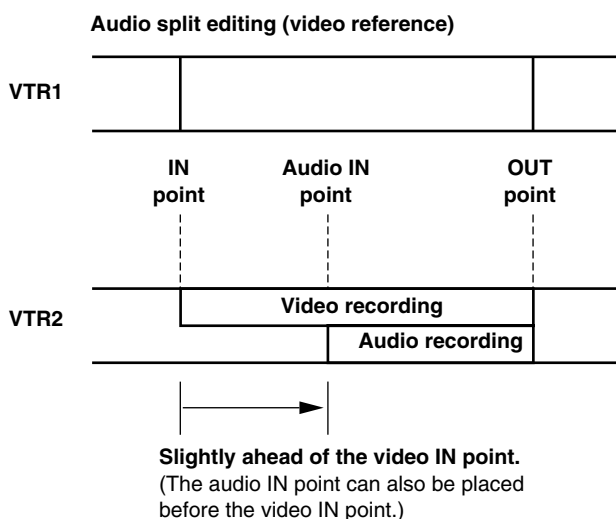 Audio split editing (video reference)
VTR1
IN point
Audio IN point
OUT point
VTR2
Video recording
Audio recording
Slightly ahead of the video IN point.
(The audio IN point can also be placed
before the video IN point.)